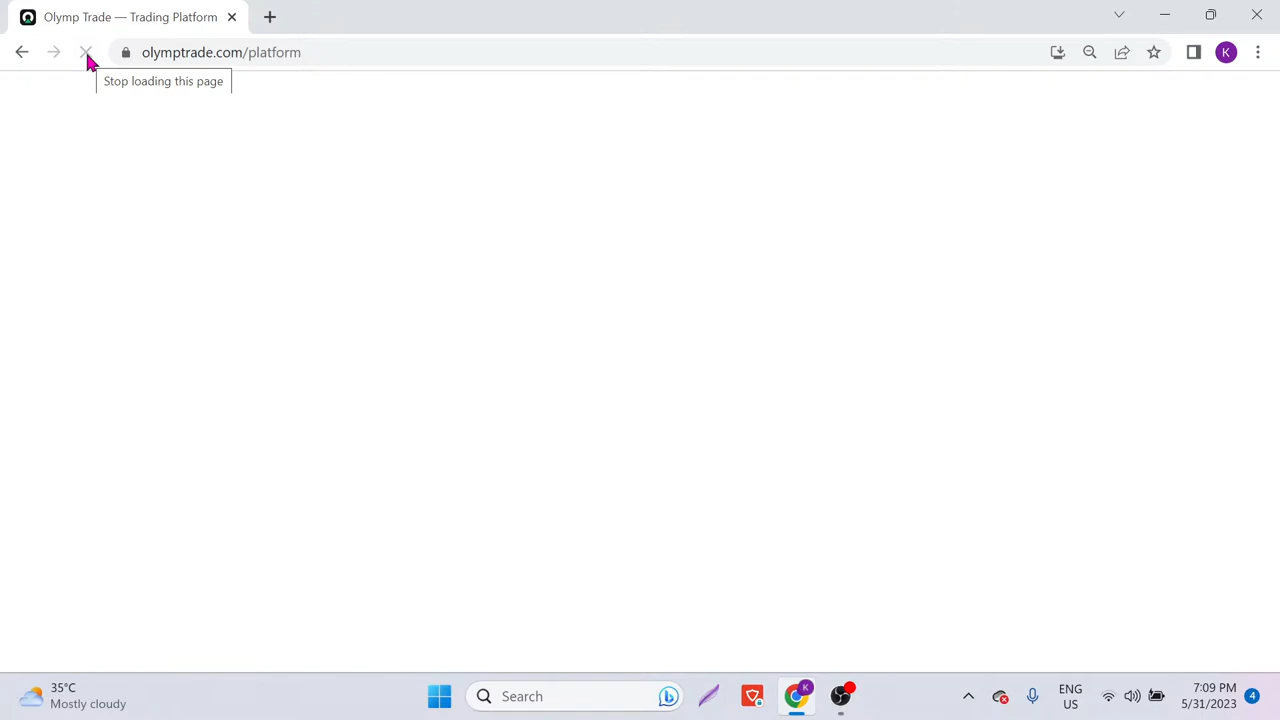 Olymp Trade — Trading Platform
olymptrade.com/platform
K
Stop loading this page
35°C
Mostly cloudy
Search
K
ENG
US
7:09 PM
5/31/2023
4